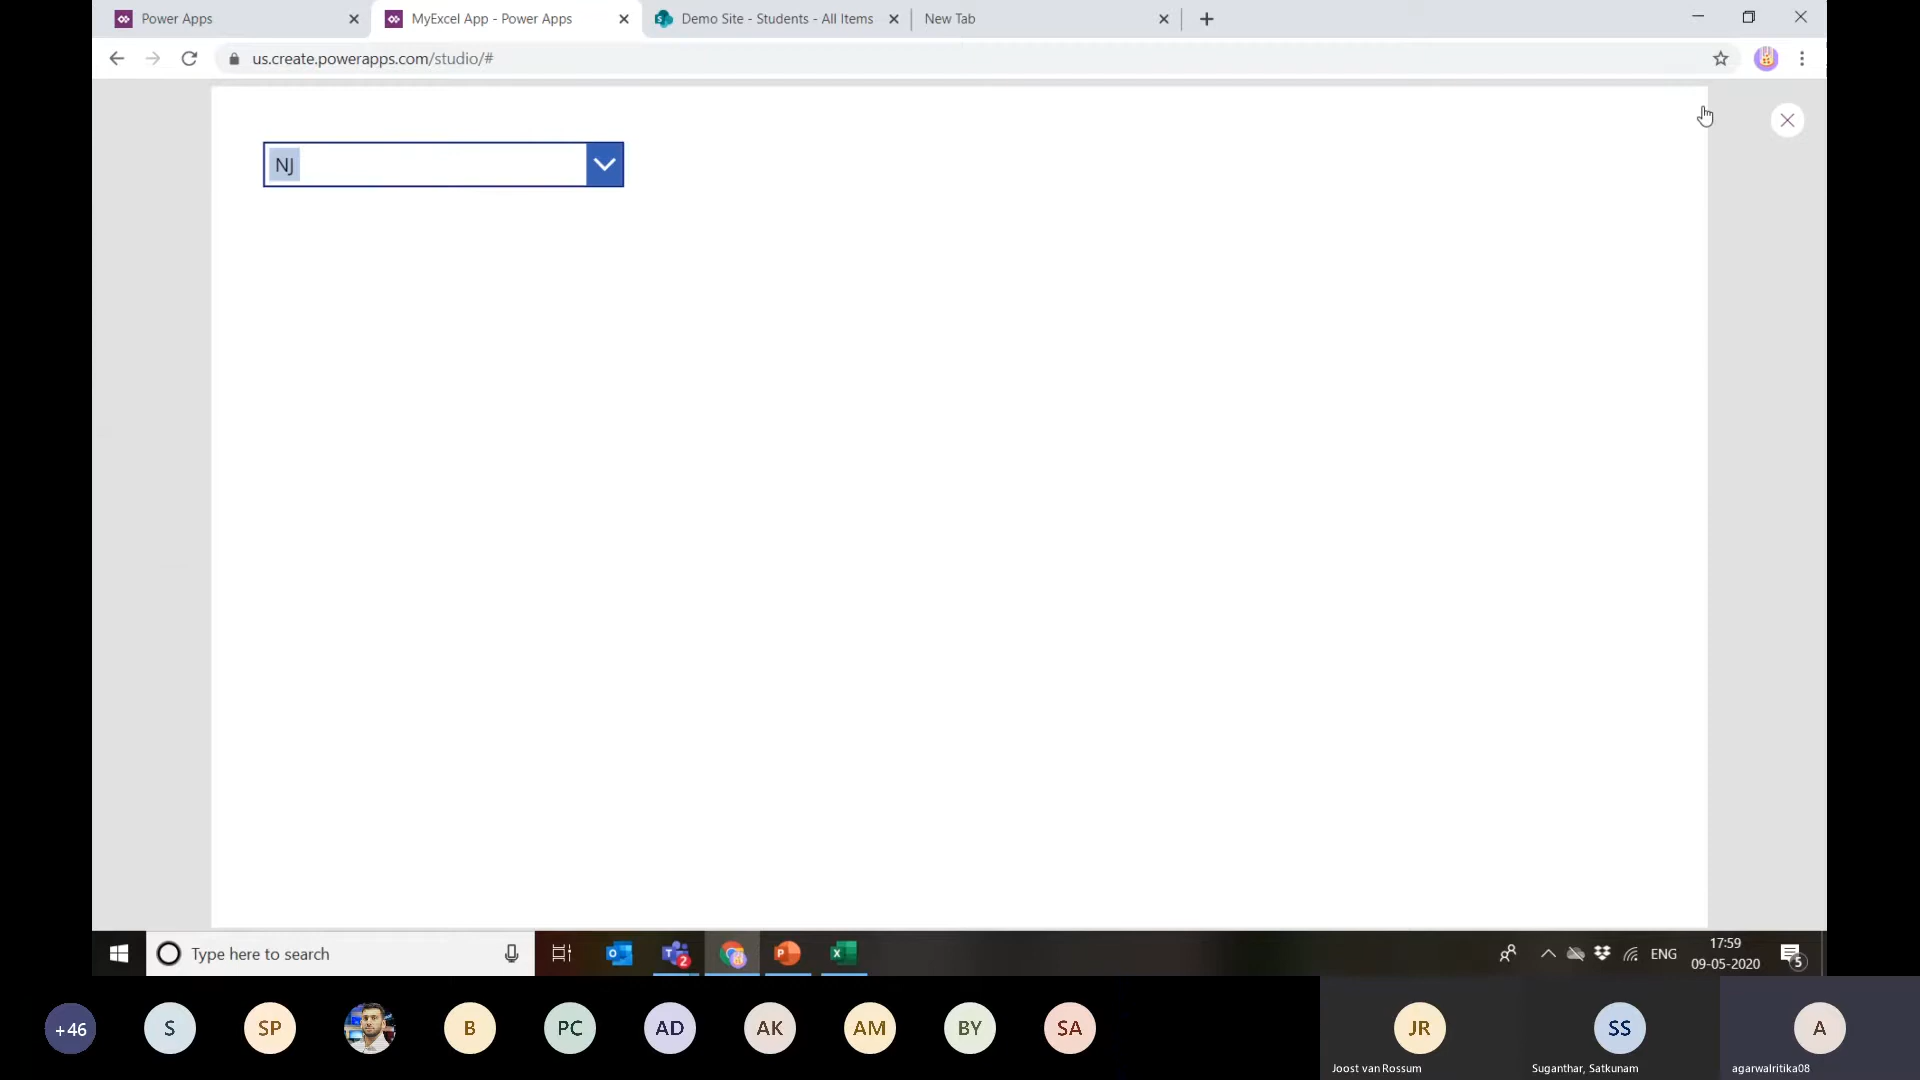 Power Apps
MyExcel App - Power Apps
Demo Site - Students - All Items
New Tab
us.create.powerapps.com/studio/#
NJ
Type here to search
2
ENG
17:59
09-05-2020
5
+46
S
SP
B
PC
AD
AK
AM
BY
SA
JR
Joost van Rossum
SS
Suganthar, Satkunam
A
agarwalritika08